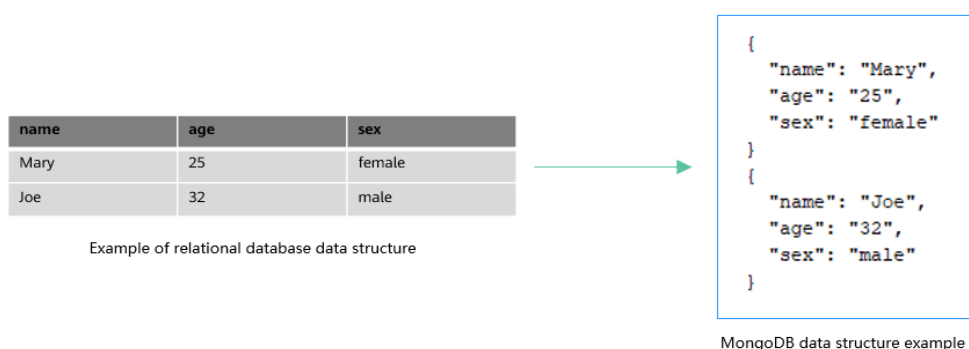 name age sex
Mary 25 female
Joe 32 male
Example of relational database data structure
{
"name": "Mary",
"age": "25",
"sex": "female"
}
{
"name": "Joe",
"age": "32",
"sex": "male"
}
MongoDB data structure example